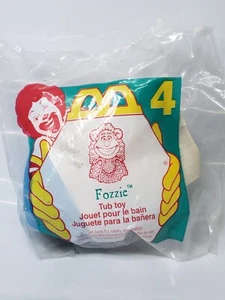 4
Fozzie™
Tub toy
Jouet pour le bain
Juguete para la bañera